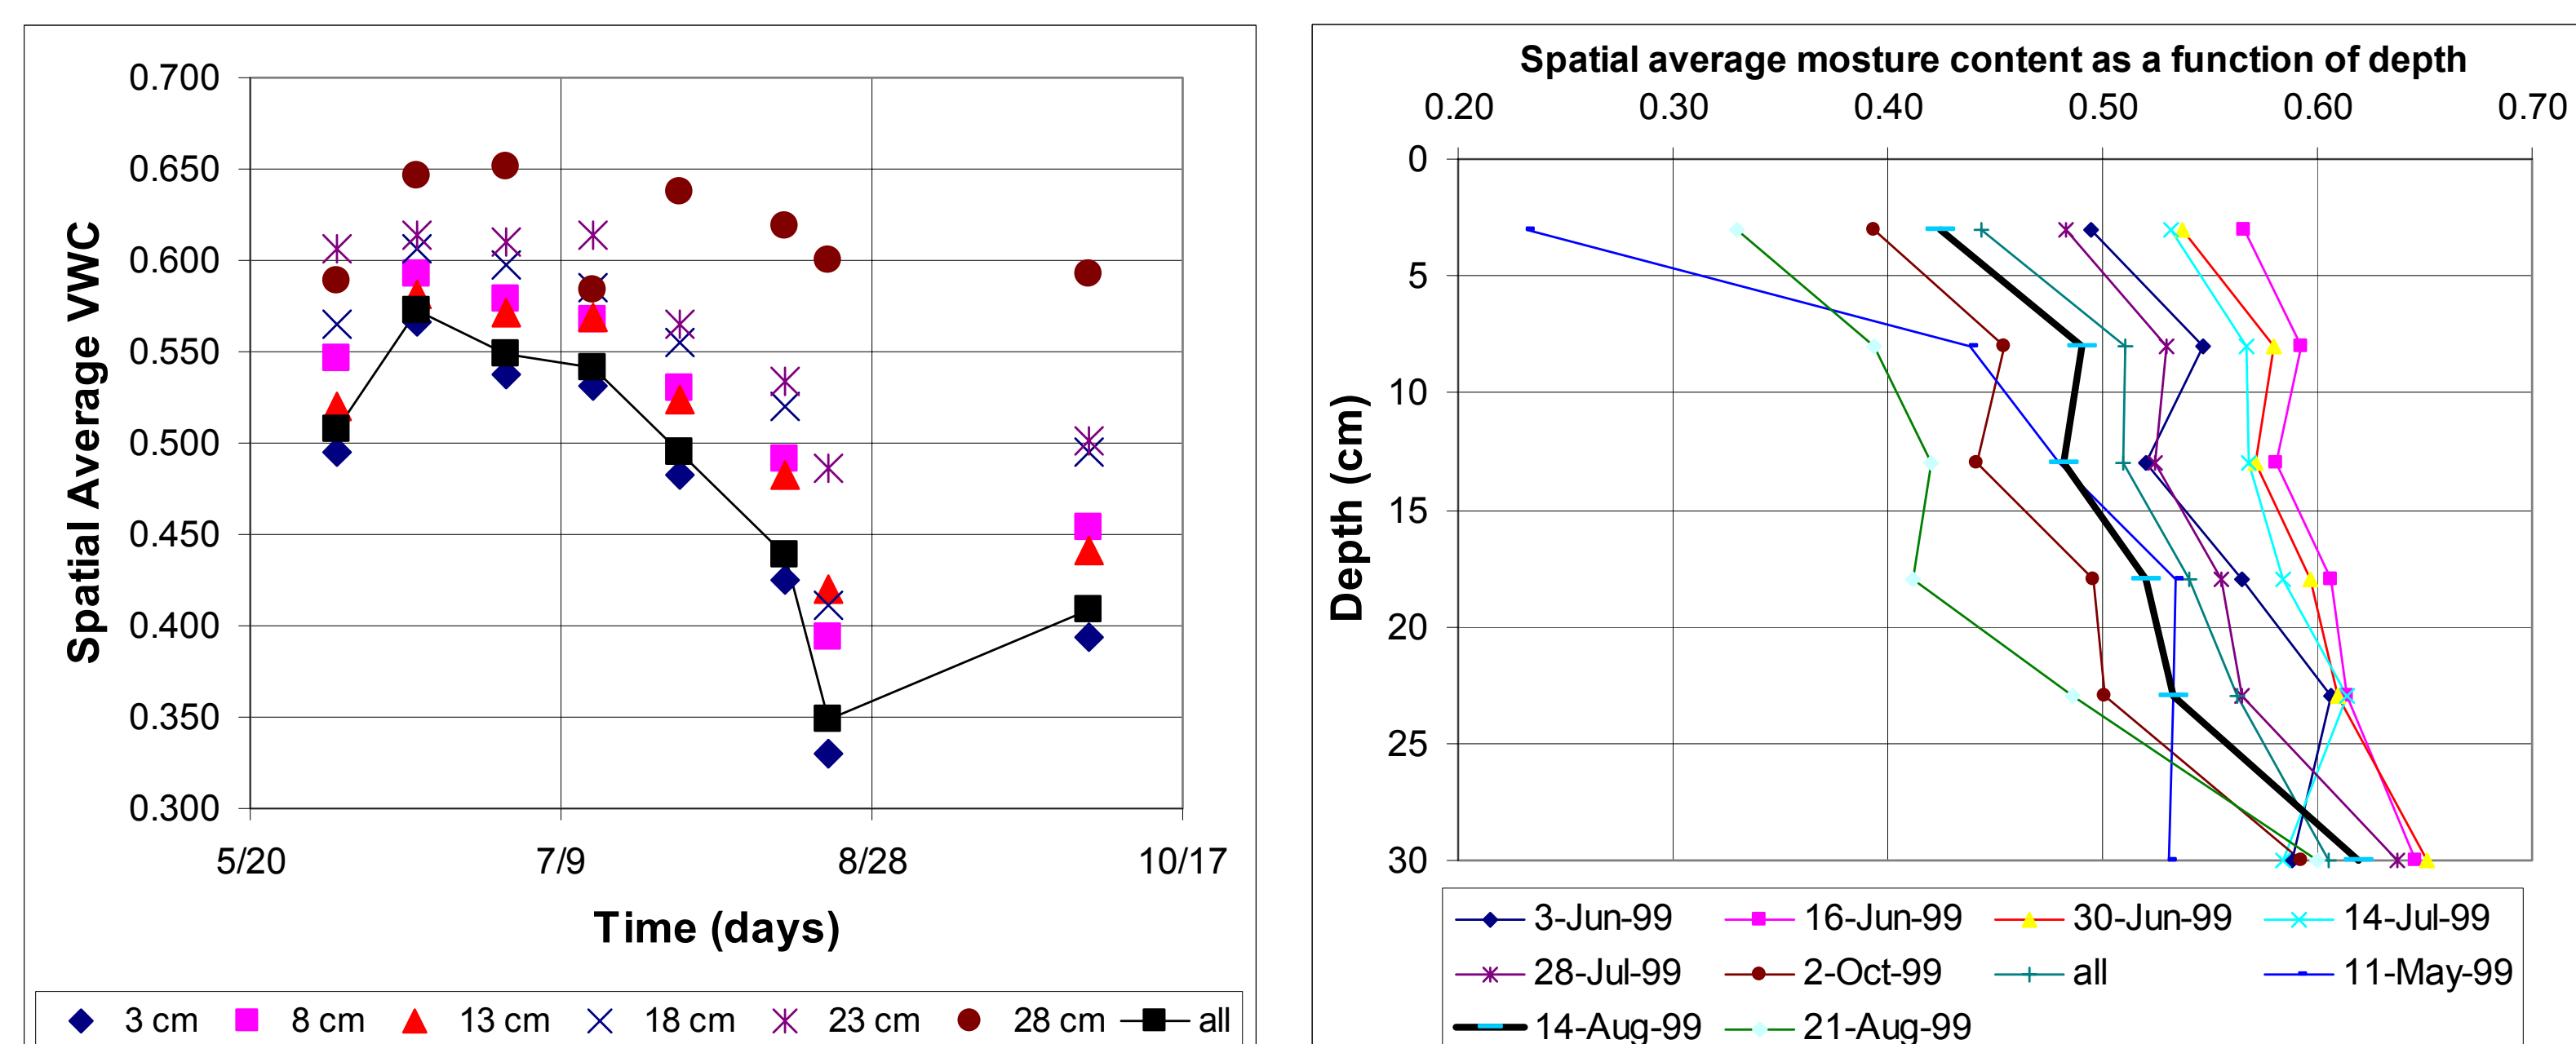 0.700
0.650
0.600
0.550
0.500
0.450
0.400
0.350
0.300
Spatial Average VWC
5/20 7/9 8/28 10/17
Time (days)
3 cm 8 cm 13 cm 18 cm 23 cm 28 cm all
Spatial average mosture content as a function of depth
0.20 0.30 0.40 0.50 0.60 0.70
0
5
10
15
20
25
30
Depth (cm)
3-Jun-99 16-Jun-99 30-Jun-99 14-Jul-99
28-Jul-99 2-Oct-99 all 11-May-99
14-Aug-99 21-Aug-99